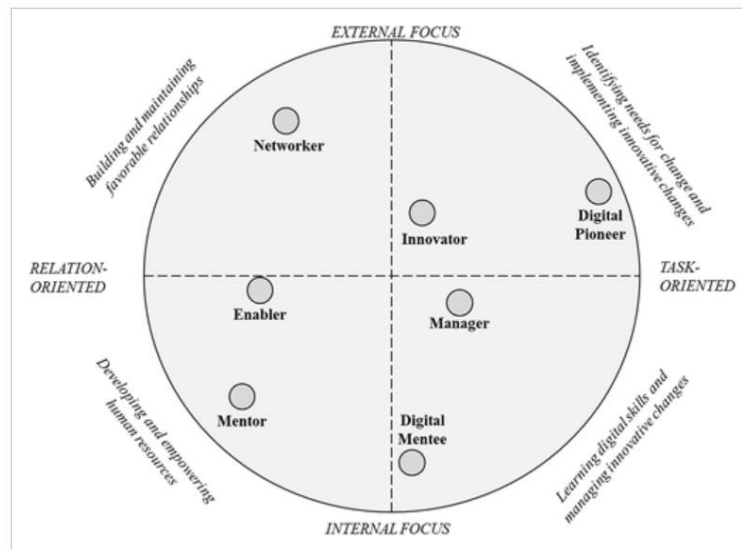 EXTERNAL FOCUS
Building and maintaining
favorable relationships
Identifying needs for change and
implementing innovative changes
Networker
Innovator
Digital
Pioneer
RELATION-
ORIENTED
TASK-
ORIENTED
Enabler
Manager
Mentor
Digital
Mentee
Developing and empowering
human resources
Learning digital skills and
managing innovative changes
INTERNAL FOCUS